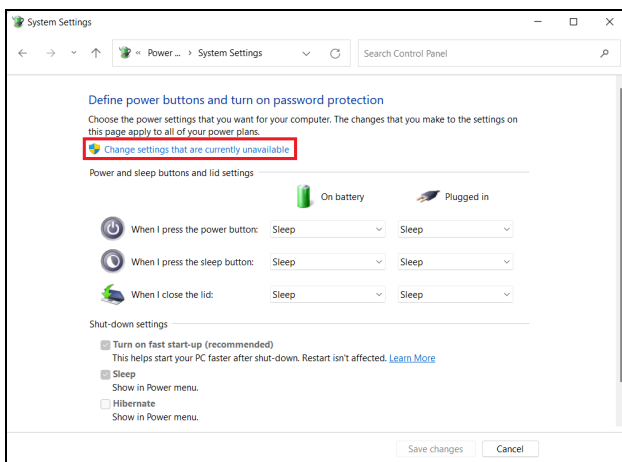 System Settings
« Power ... › System Settings
Search Control Panel
Define power buttons and turn on password protection
Choose the power settings that you want for your computer. The changes that you make to the settings on
this page apply to all of your power plans.
Change settings that are currently unavailable
Power and sleep buttons and lid settings
On battery Plugged in
When I press the power button: Sleep Sleep
When I press the sleep button: Sleep Sleep
When I close the lid: Sleep Sleep
Shut-down settings
Turn on fast start-up (recommended)
This helps start your PC faster after shut-down. Restart isn't affected. Learn More
Sleep
Show in Power menu.
Hibernate
Show in Power menu.
Save changes Cancel